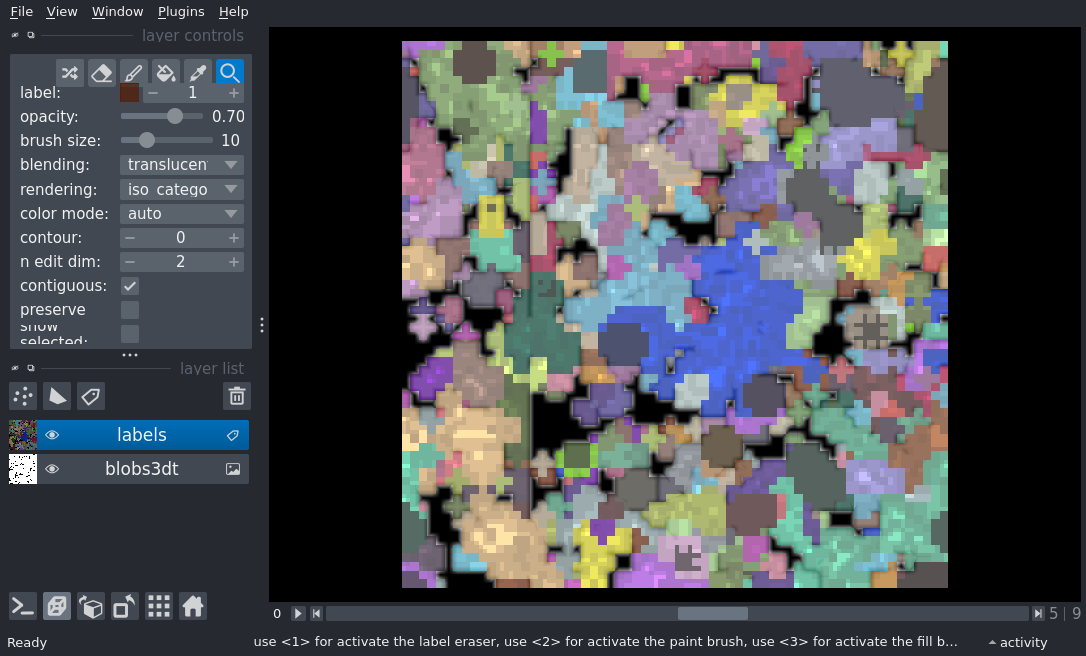 File View Window Plugins Help
layer controls
label: 1
opacity: 0.70
brush size: 10
blending: translucen
rendering: iso_catego
color mode: auto
contour: 0
n edit dim: 2
contiguous:
preserve
show
selected:
layer list
labels
blobs3dt
0 5 | 9
Ready use <1> for activate the label eraser, use <2> for activate the paint brush, use <3> for activate the fill b... activity